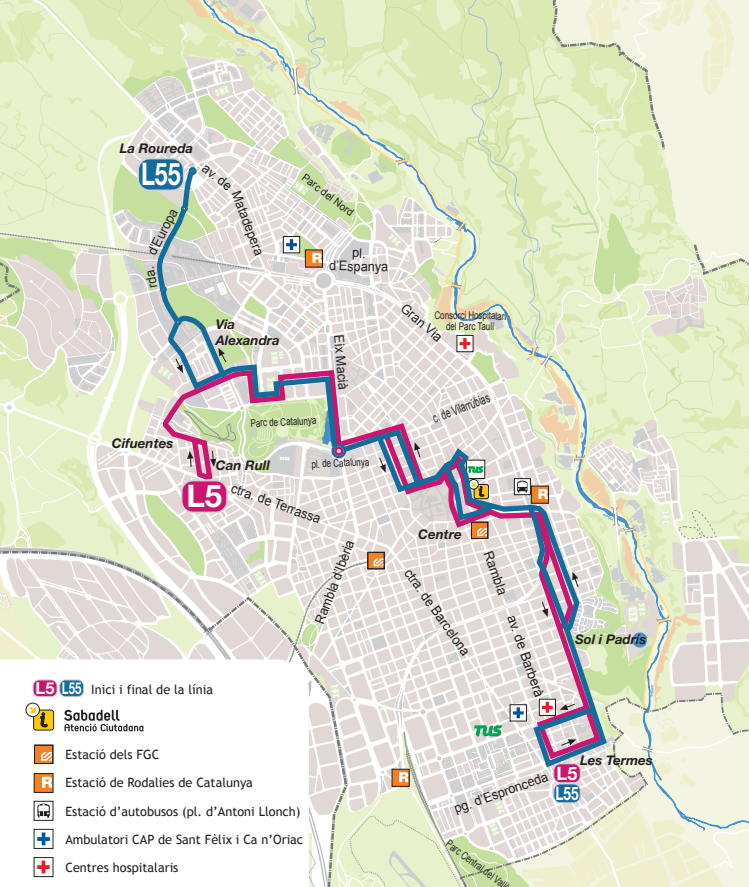 La Roureda
L55
av. de Matadepera
rda. d'Europa
Parc del Nord
R
pl.
d'Espanya
Gran Via
Consorci Hospitalari
del Parc Taulí
Via
Alexandra
Eix Macià
c. de Vilarrúbias
Parc de Catalunya
Cifuentes
Can Rull
L5
pl. de Catalunya
ctra. de Terrassa
TUS
i
R
Centre
Rambla d'Ibèria
ctra. de Barcelona
Rambla
av. de Barberà
Sol i Padrís
TUS
Les Termes
L5
L55
pg. d'Espronceda
R
Parc Central del Vallè
L5 L55 Inici i final de la línia
i Sabadell
Atenció Ciutadana
Estació dels FGC
R Estació de Rodalies de Catalunya
Estació d'autobusos (pl. d'Antoni Llonch)
Ambulatori CAP de Sant Fèlix i Ca n'Oriac
Centres hospitalaris